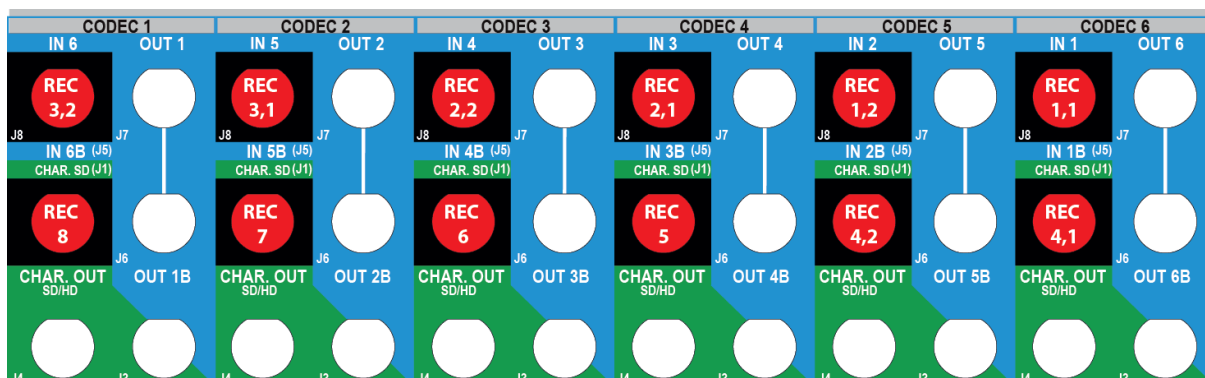 CODEC 1 CODEC 2 CODEC 3 CODEC 4 CODEC 5 CODEC 6
IN 6 OUT 1 IN 5 OUT 2 IN 4 OUT 3 IN 3 OUT 4 IN 2 OUT 5 IN 1 OUT 6
REC REC REC REC REC REC
3,2 3,1 2,2 2,1 1,2 1,1
J8 J7 J8 J7 J8 J7 J8 J7 J8 J7 J8 J7
IN 6B (J5) IN 5B (J5) IN 4B (J5) IN 3B (J5) IN 2B (J5) IN 1B (J5)
CHAR. SD (J1) CHAR. SD (J1) CHAR. SD (J1) CHAR. SD (J1) CHAR. SD (J1) CHAR. SD (J1)
REC REC REC REC REC REC
8 7 6 5 4,2 4,1
J6 J6 J6 J6 J6 J6
CHAR. OUT OUT 1B CHAR. OUT OUT 2B CHAR. OUT OUT 3B CHAR. OUT OUT 4B CHAR. OUT OUT 5B CHAR. OUT OUT 6B
SD/HD SD/HD SD/HD SD/HD SD/HD SD/HD